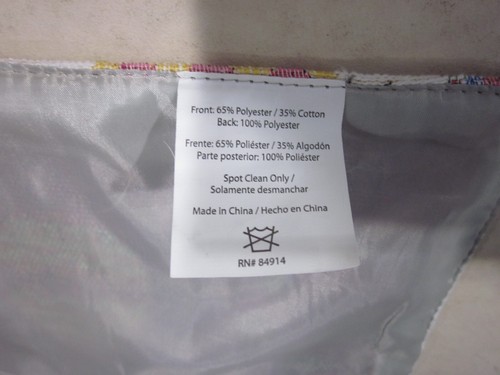 Front: 65% Polyester / 35% Cotton
Back: 100% Polyester
Frente: 65% Poliéster / 35% Algodón
Parte posterior: 100% Poliéster
Spot Clean Only /
Solamente desmanchar
Made in China / Hecho en China
RN# 84914